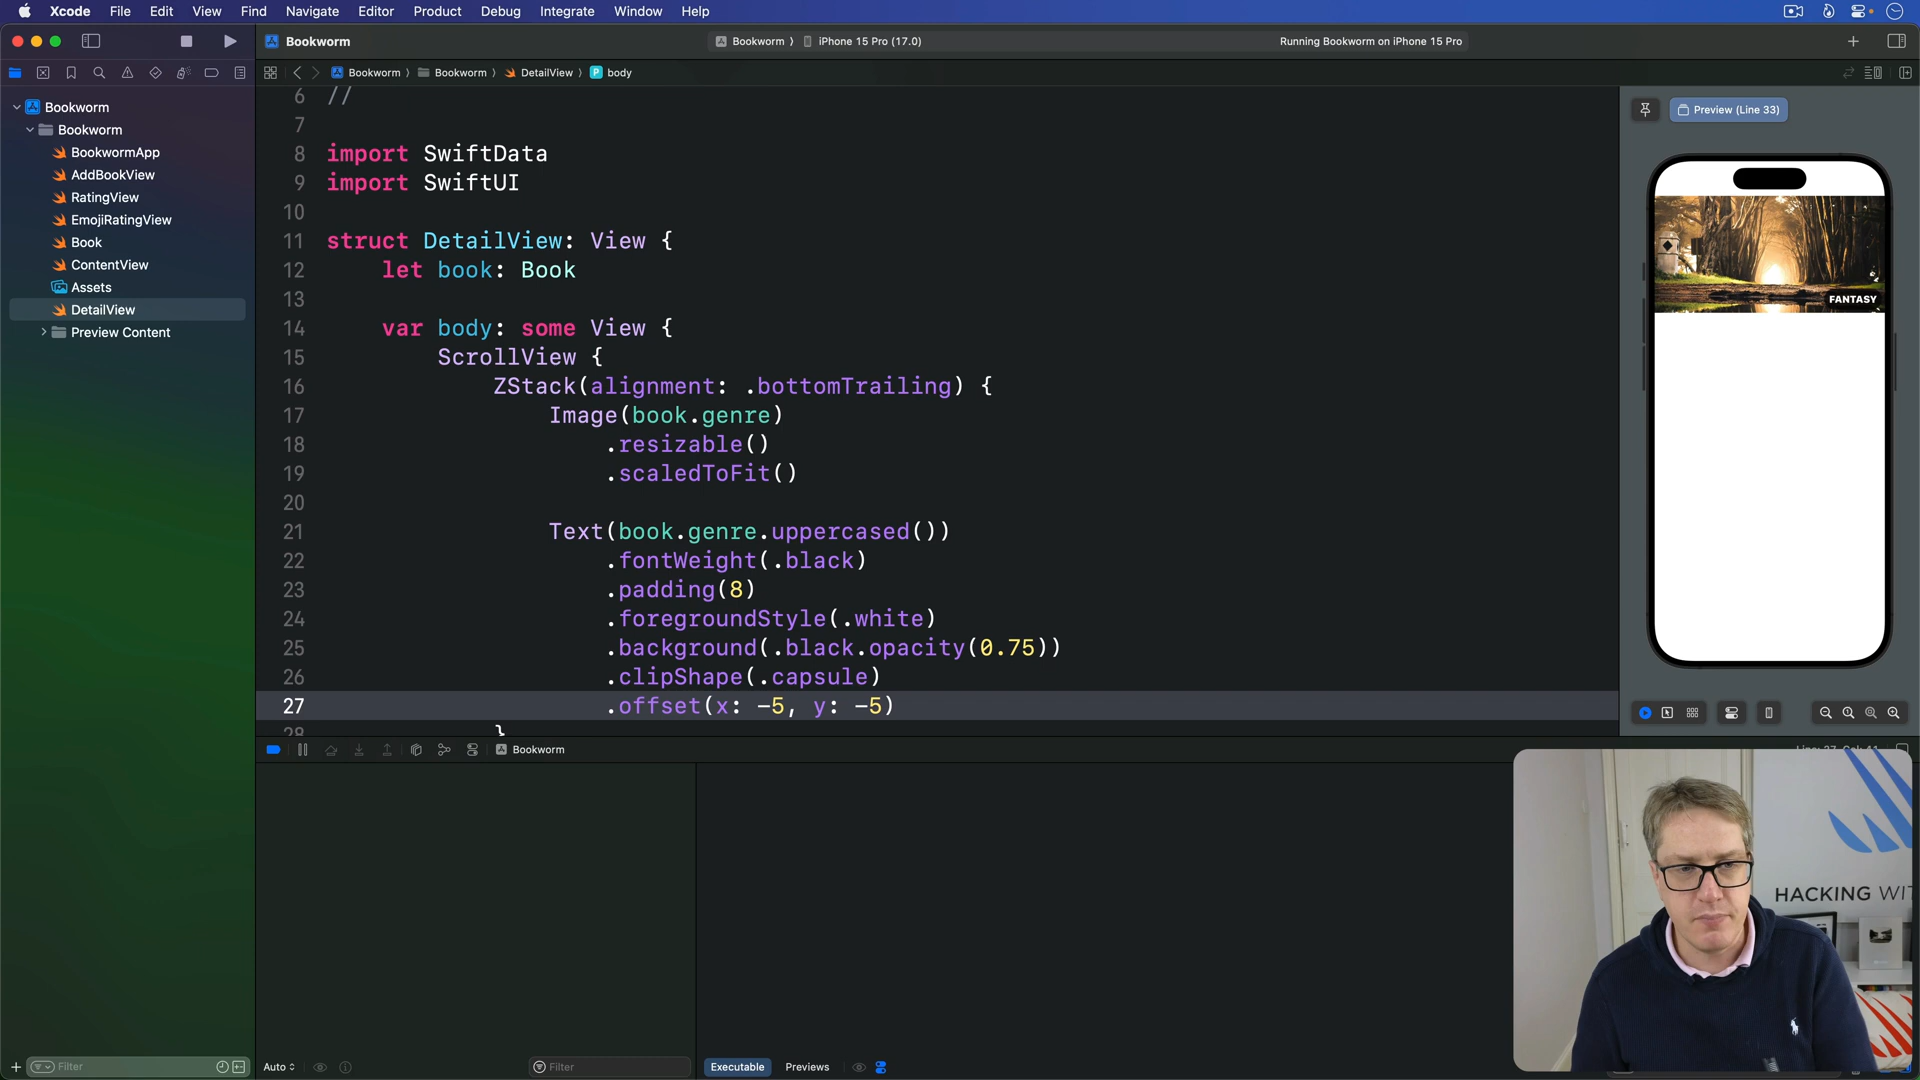 Xcode File Edit View Find Navigate Editor Product Debug Integrate Window Help
Bookworm
Bookworm 〉 iPhone 15 Pro (17.0)
Running Bookworm on iPhone 15 Pro
Bookworm 〉 Bookworm 〉 DetailView 〉 P body
Bookworm
Bookworm
BookwormApp
AddBookView
RatingView
EmojiRatingView
Book
ContentView
Assets
DetailView
Preview Content
6 //
7
8 import SwiftData
9 import SwiftUI
10
11 struct DetailView: View {
12 let book: Book
13
14 var body: some View {
15 ScrollView {
16 ZStack(alignment: .bottomTrailing) {
17 Image(book.genre)
18 .resizable()
19 .scaledToFit()
20
21 Text(book.genre.uppercased())
22 .fontWeight(.black)
23 .padding(8)
24 .foregroundStyle(.white)
25 .background(.black.opacity(0.75))
26 .clipShape(.capsule)
27 .offset(x: -5, y: -5)
28 }
Preview (Line 33)
FANTASY
Bookworm
HACKING WIT
Filter
Auto
Filter
Executable Previews